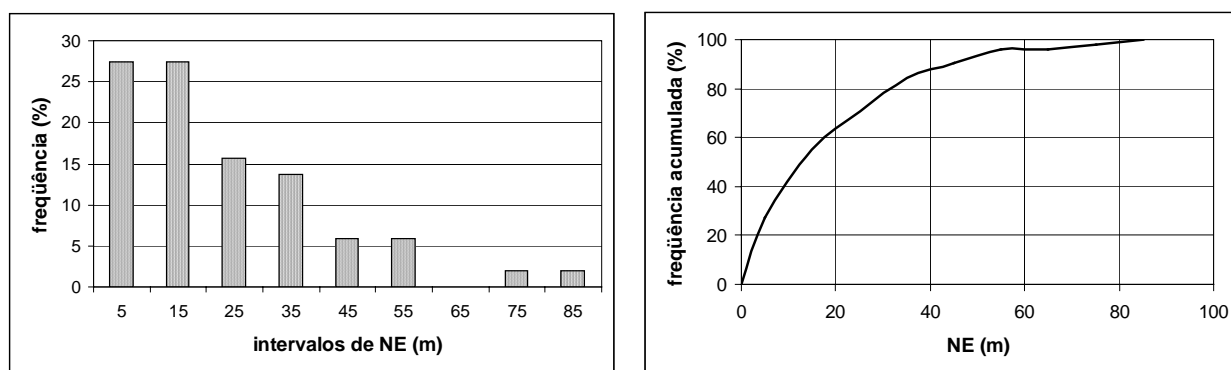 freqüência (%)
30
25
20
15
10
5
0
5 15 25 35 45 55 65 75 85
intervalos de NE (m)
freqüência acumulada (%)
100
80
60
40
20
0
0 20 40 60 80 100
NE (m)